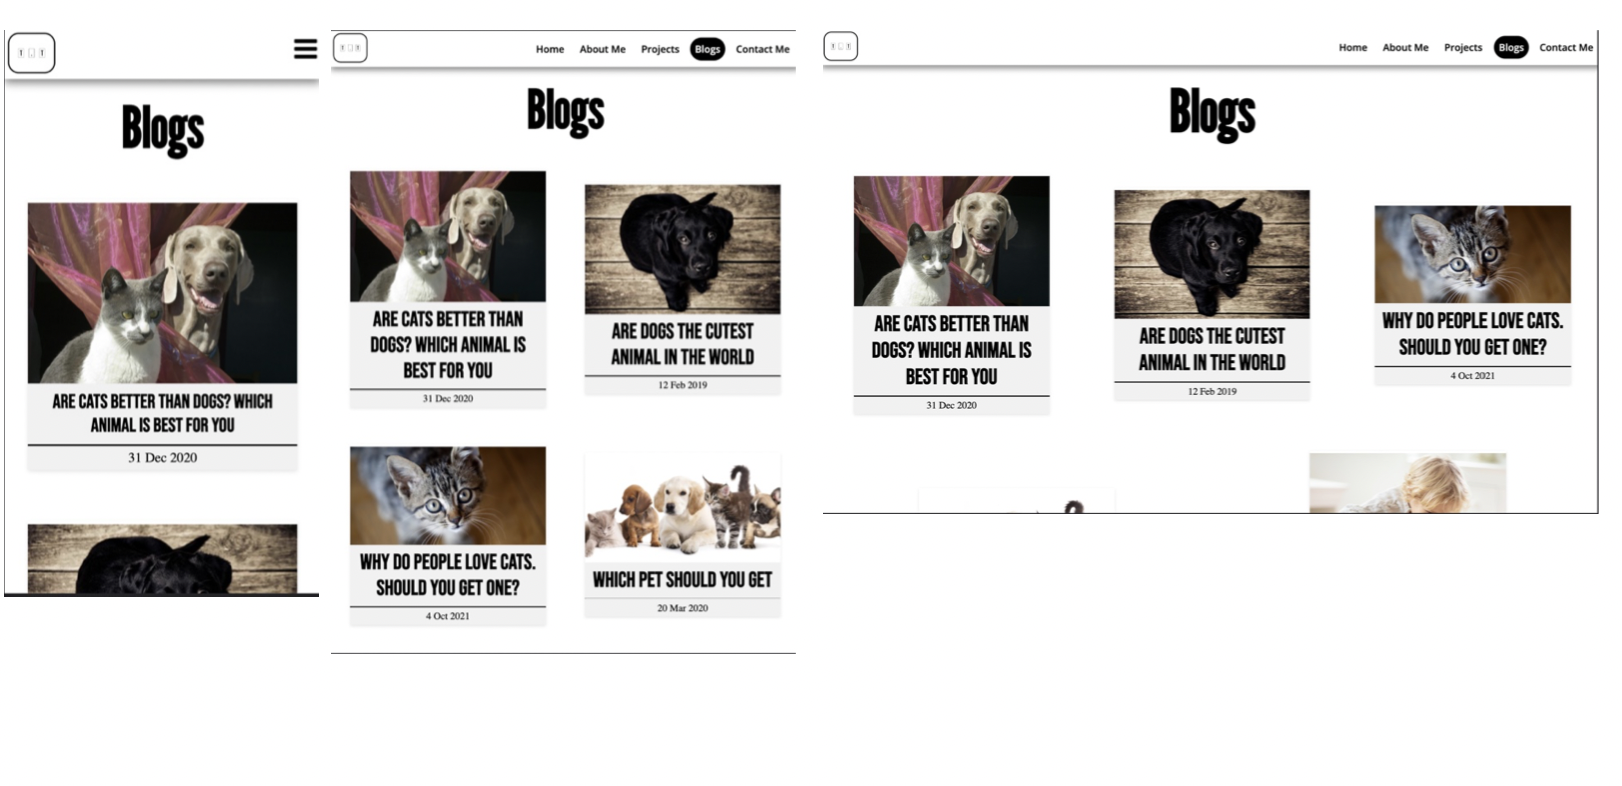 Blogs
ARE CATS BETTER THAN DOGS? WHICH
ANIMAL IS BEST FOR YOU
31 Dec 2020
Home About Me Projects Blogs Contact Me
Blogs
ARE CATS BETTER THAN
DOGS? WHICH ANIMAL IS
BEST FOR YOU
31 Dec 2020
ARE DOGS THE CUTEST
ANIMAL IN THE WORLD
12 Feb 2019
WHY DO PEOPLE LOVE CATS.
SHOULD YOU GET ONE?
4 Oct 2021
WHICH PET SHOULD YOU GET
20 Mar 2020
Home About Me Projects Blogs Contact Me
Blogs
ARE CATS BETTER THAN
DOGS? WHICH ANIMAL IS
BEST FOR YOU
31 Dec 2020
ARE DOGS THE CUTEST
ANIMAL IN THE WORLD
12 Feb 2019
WHY DO PEOPLE LOVE CATS.
SHOULD YOU GET ONE?
4 Oct 2021